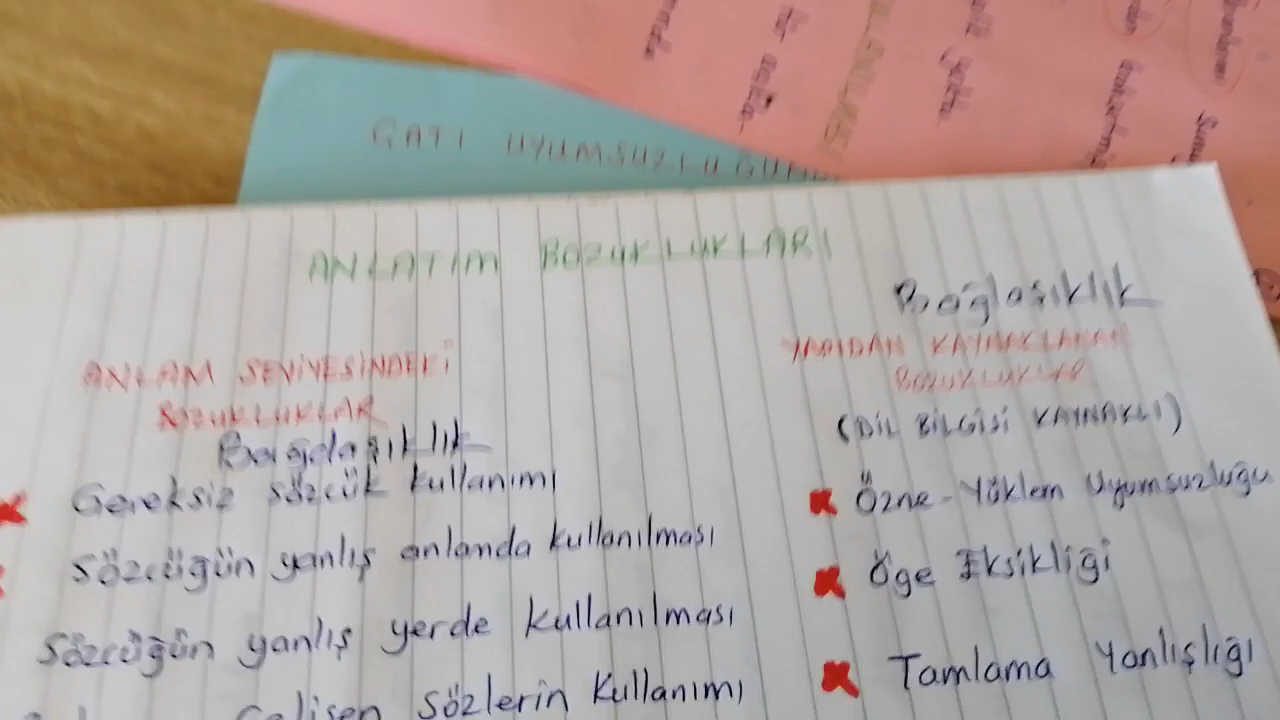 ÇATI UYUMSUZLUĞUN
ANLATIM BOZUKLUKLARI
ANLAM SEVİYESİNDEKİ
BOZUKLUKLAR
Bağdaşıklık
Gereksiz sözcük kullanımı
Sözcüğün yanlış anlamda kullanılması
Sözcüğün yanlış yerde kullanılması
Çelişen sözlerin kullanımı
Bağlaşıklık
YAPIDAN KAYNAKLANAN
BOZUKLUKLAR
(DİL BİLGİSİ KAYNAKLI)
Özne-Yüklem Uyumsuzluğu
Öge Eksikliği
Tamlama Yanlışlığı